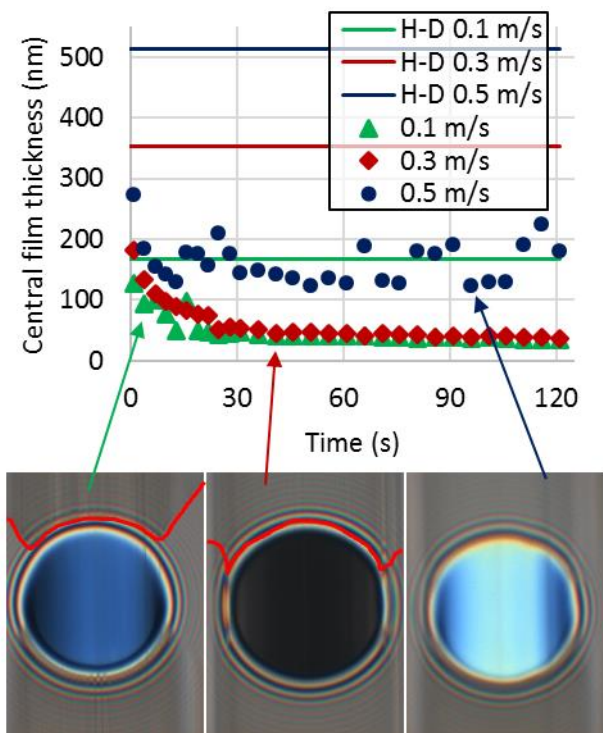 Central film thickness (nm)
500
400
300
200
100
0
H-D 0.1 m/s
H-D 0.3 m/s
H-D 0.5 m/s
0.1 m/s
0.3 m/s
0.5 m/s
0 30 60 90 120
Time (s)